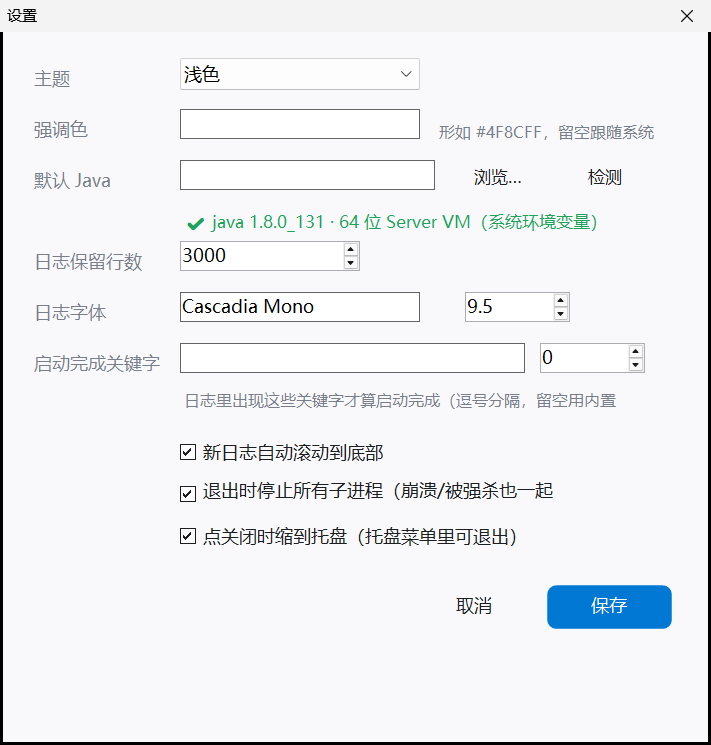 设置
主题 浅色
强调色 形如 #4F8CFF，留空跟随系统
默认 Java 浏览... 检测
java 1.8.0_131 · 64 位 Server VM（系统环境变量）
日志保留行数 3000
日志字体 Cascadia Mono 9.5
启动完成关键字 0
日志里出现这些关键字才算启动完成（逗号分隔，留空用内置
新日志自动滚动到底部
退出时停止所有子进程（崩溃/被强杀也一起
点关闭时缩到托盘（托盘菜单里可退出）
取消 保存